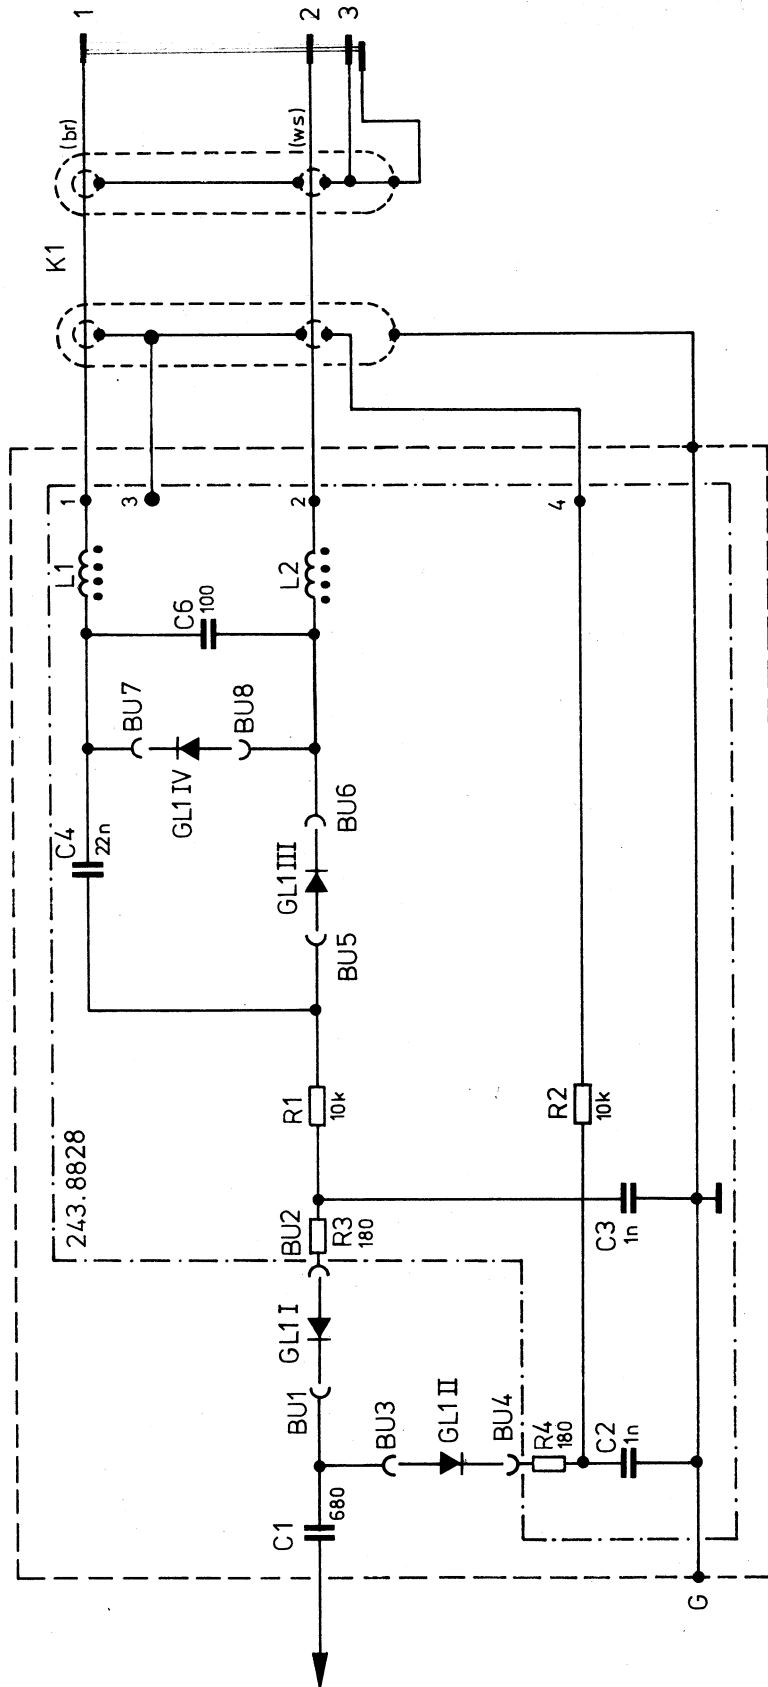 1
2
3
(br)
(ws)
K1
1
3
2
4
L1
L2
C6
100
BU7
BU8
GL1 IV
C4
22n
BU6
GL1 III
BU5
R1
10k
R2
10k
243.8828
BU2
R3
180
C3
1n
GL1 I
BU1
BU3
GL1 II
BU4
R4
180
C2
1n
C1
680
G